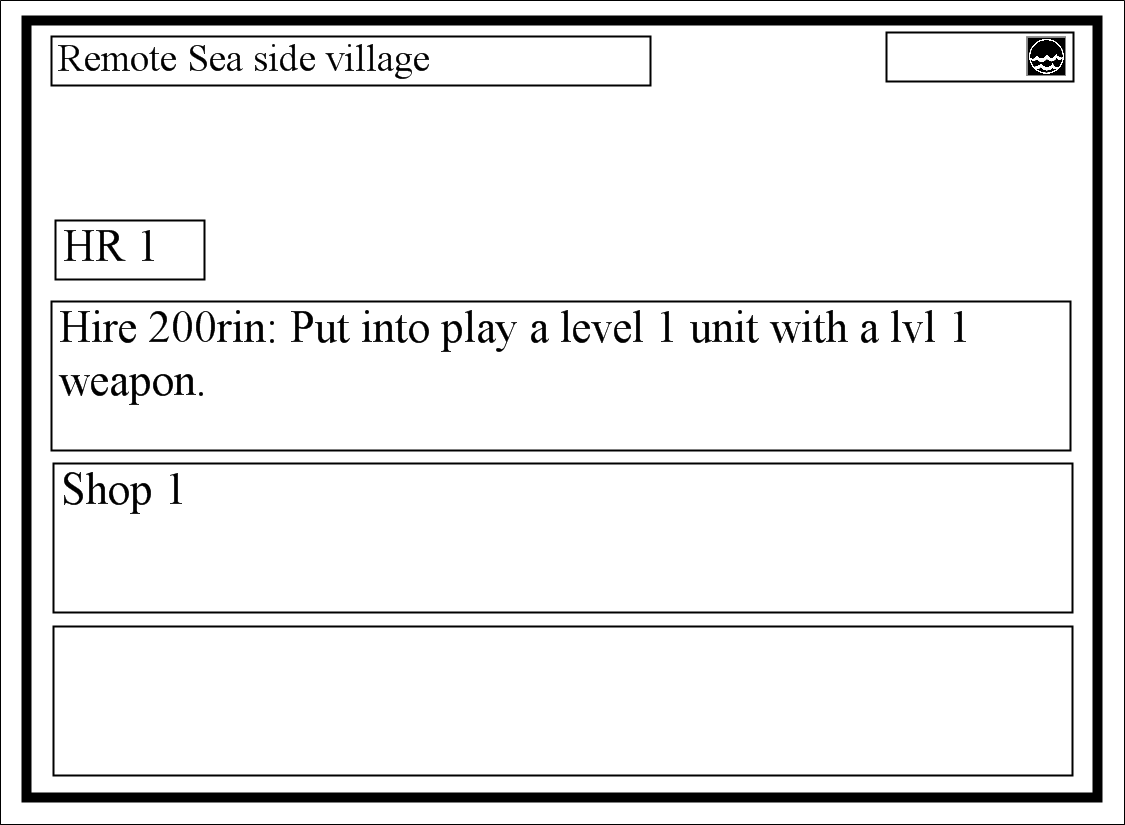 Remote Sea side village
HR 1
Hire 200rin: Put into play a level 1 unit with a lvl 1
weapon.
Shop 1